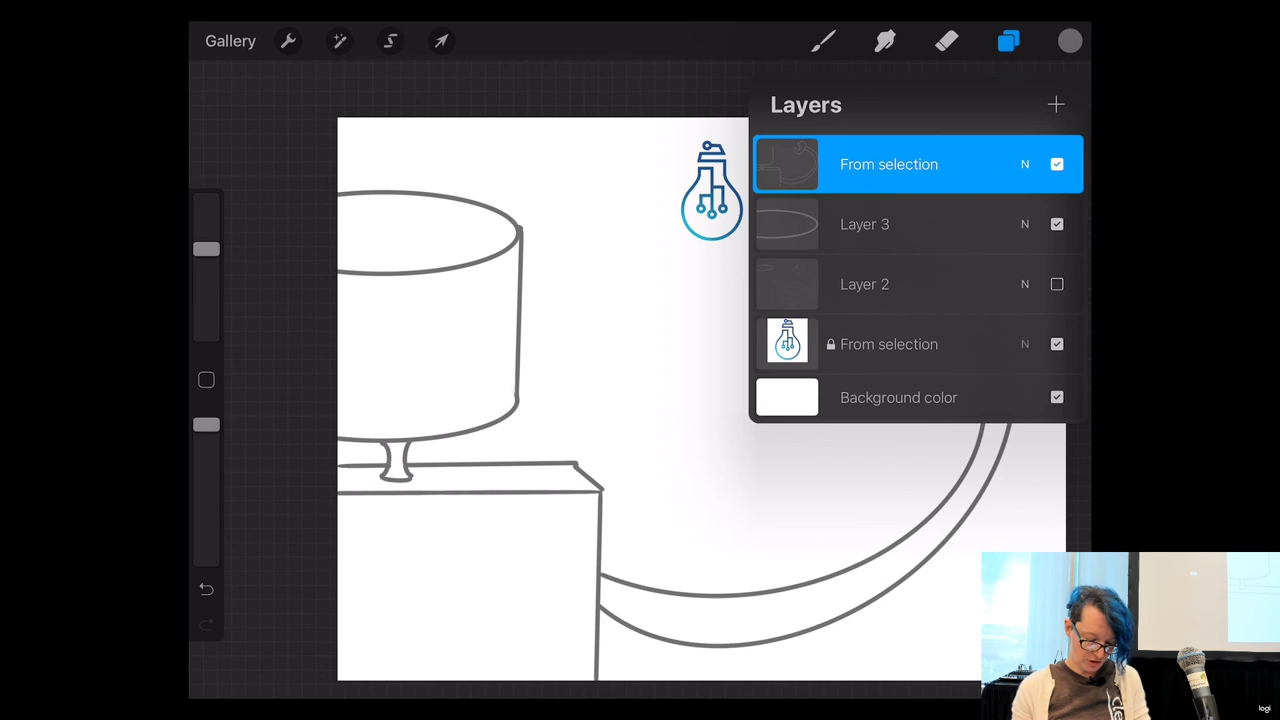 Gallery
Layers
From selection N
Layer 3 N
Layer 2 N
From selection N
Background color
logi